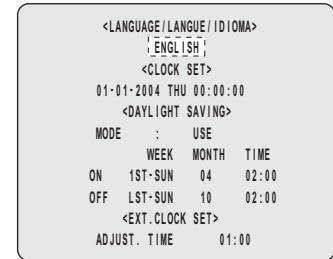 <LANGUAGE/LANGUE/IDIOMA>
ENGLISH
<CLOCK SET>
01-01-2004 THU 00:00:00
<DAYLIGHT SAVING>
MODE : USE
WEEK MONTH TIME
ON 1ST-SUN 04 02:00
OFF LST-SUN 10 02:00
<EXT.CLOCK SET>
ADJUST. TIME 01:00